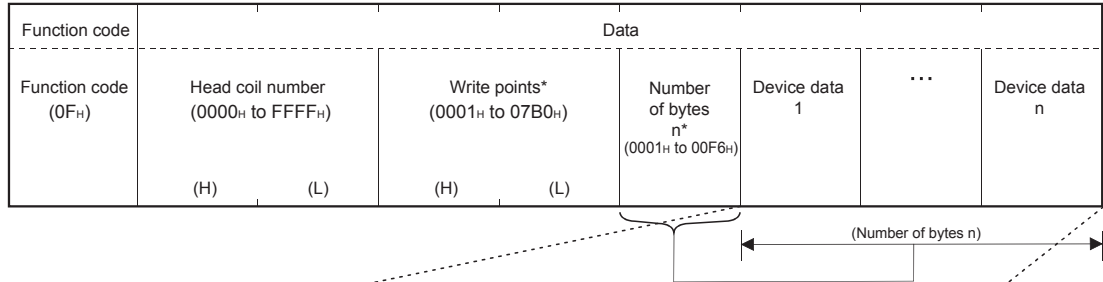 Function code Data
Function code Head coil number Write points* Number Device data ... Device data
(0FH) (0000H to FFFFH) (0001H to 07B0H) of bytes 1 n
n*
(0001H to 00F6H)
(H) (L) (H) (L)
(Number of bytes n)